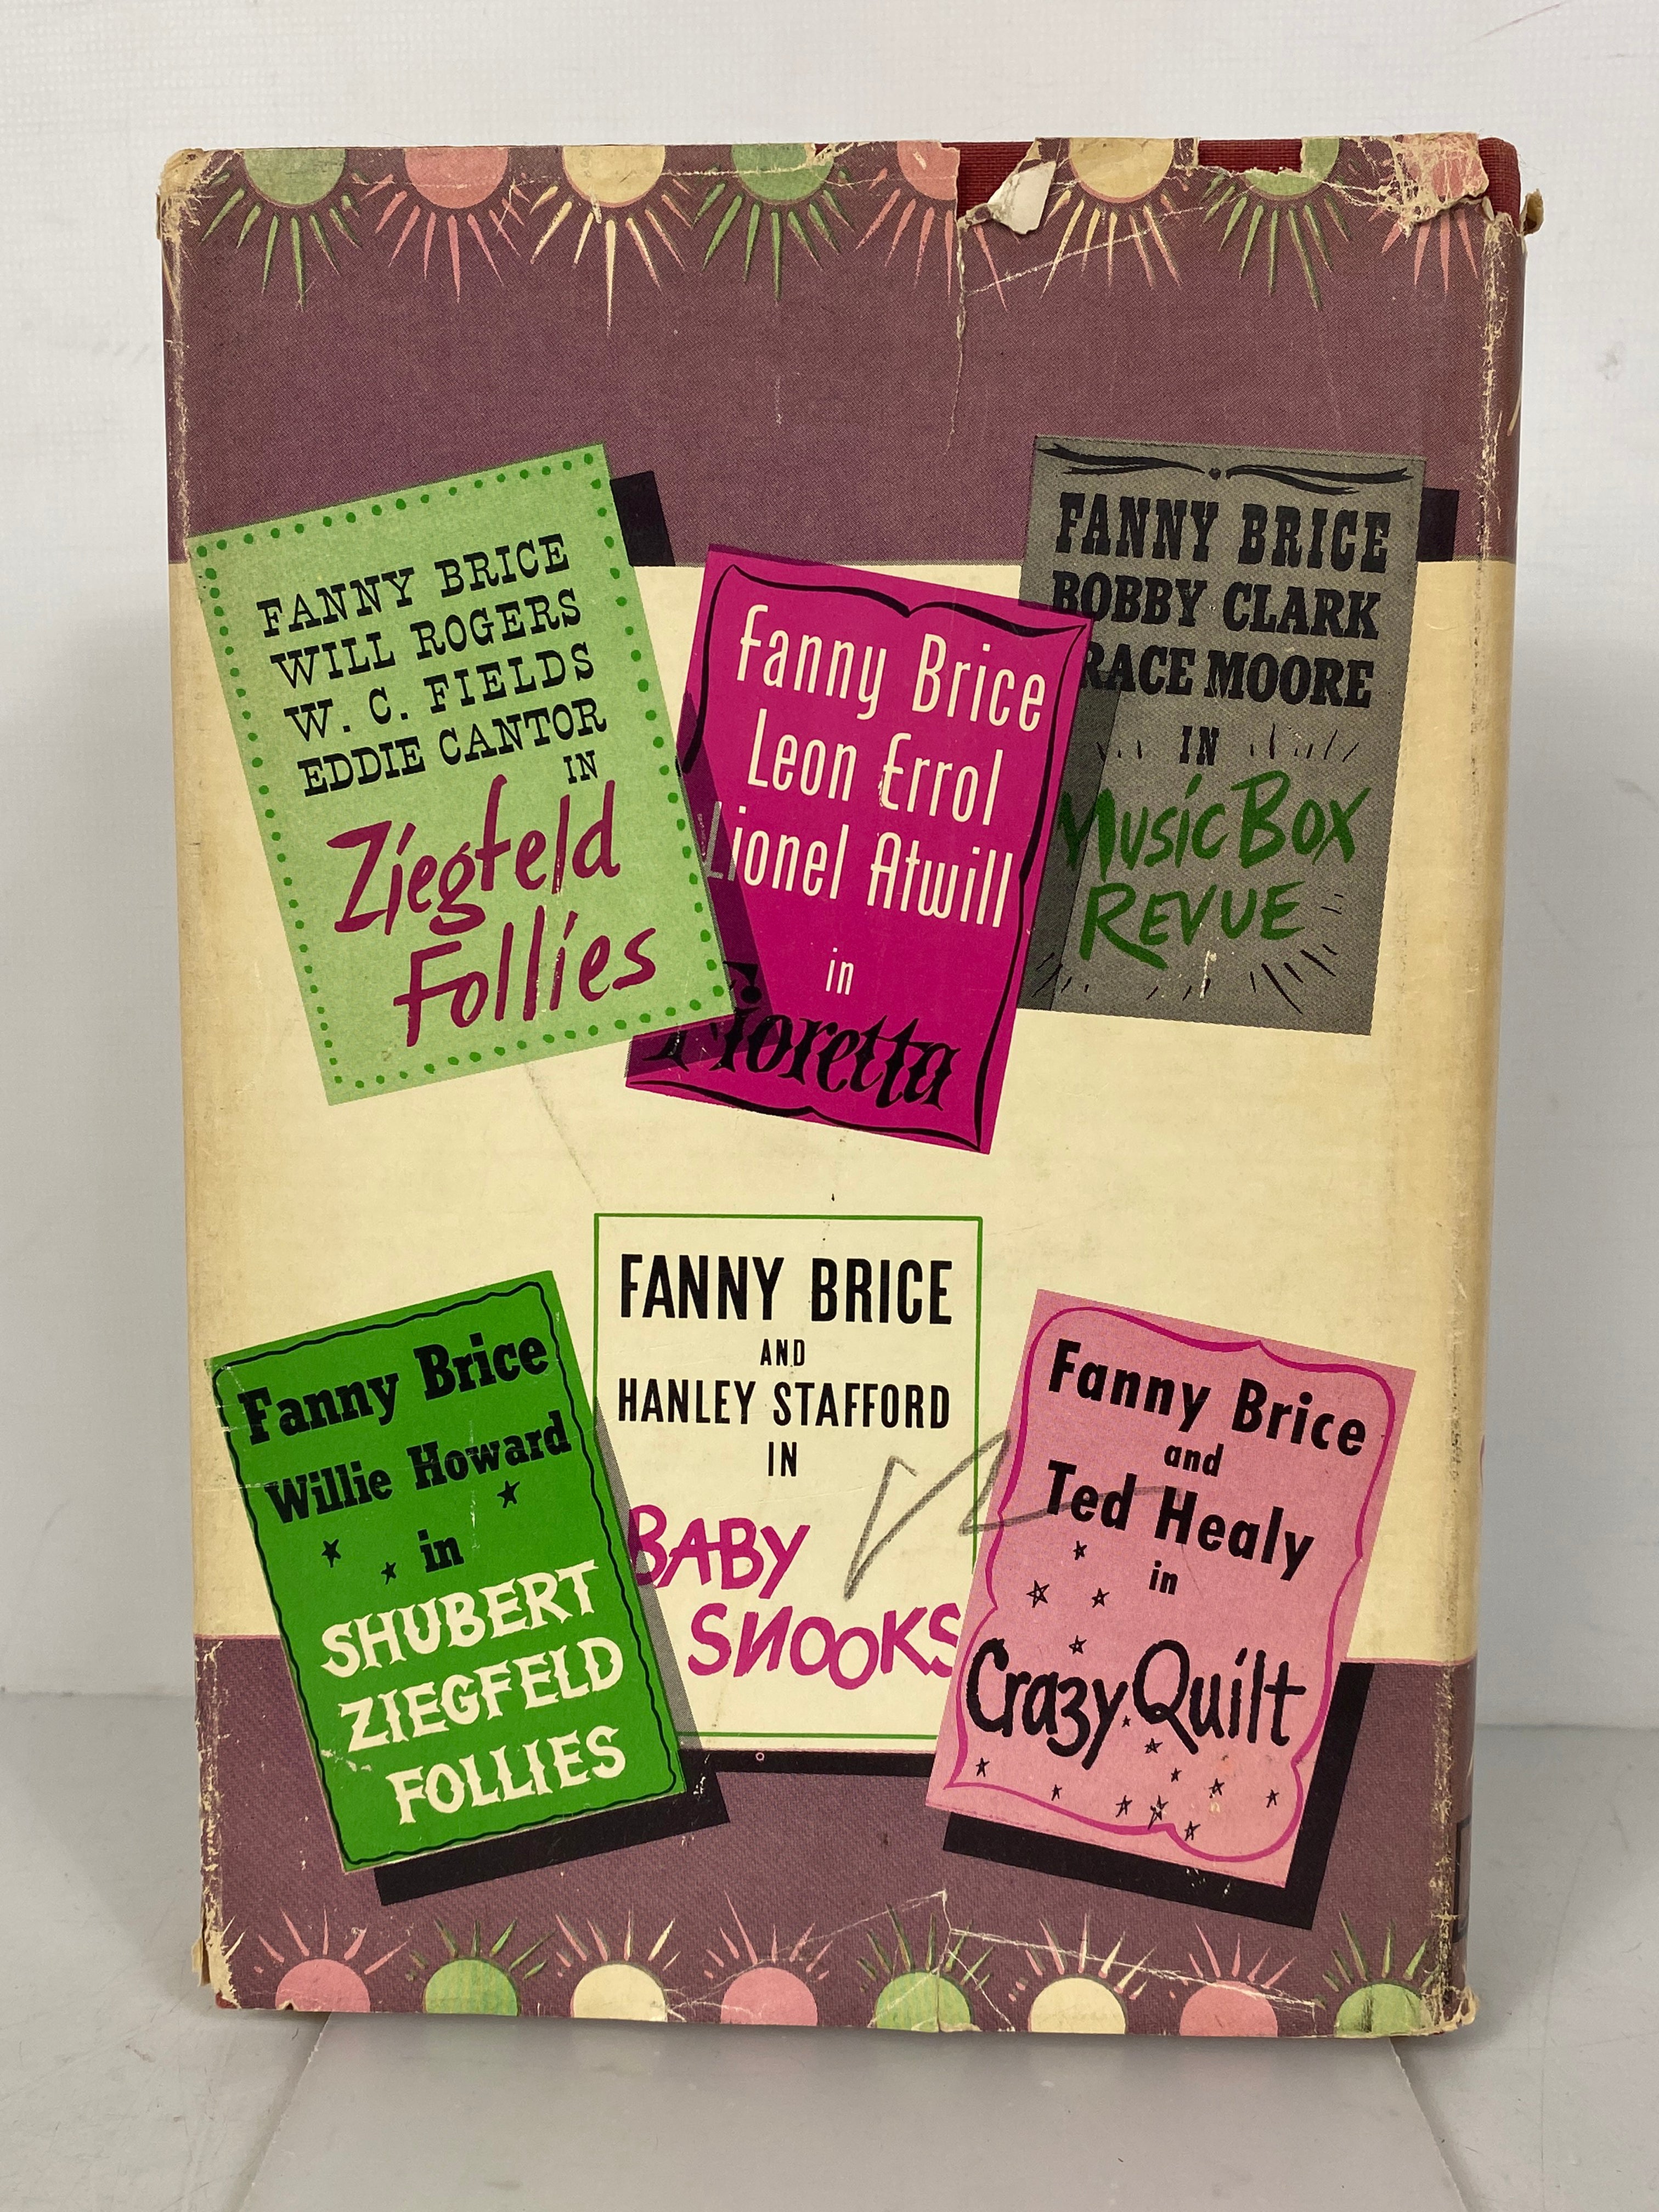 FANNY BRICE
WILL ROGERS
W. C. FIELDS
EDDIE CANTOR
IN
Ziegfeld
Follies
Fanny Brice
Leon Errol
Lionel Atwill
in
Fioretta
FANNY BRICE
BOBBY CLARK
RACE MOORE
IN
MUSIC BOX
REVUE
Fanny Brice
Willie Howard
in
SHUBERT
ZIEGFELD
FOLLIES
FANNY BRICE
AND
HANLEY STAFFORD
IN
BABY
SNOOKS
Fanny Brice
and
Ted Healy
in
Crazy Quilt